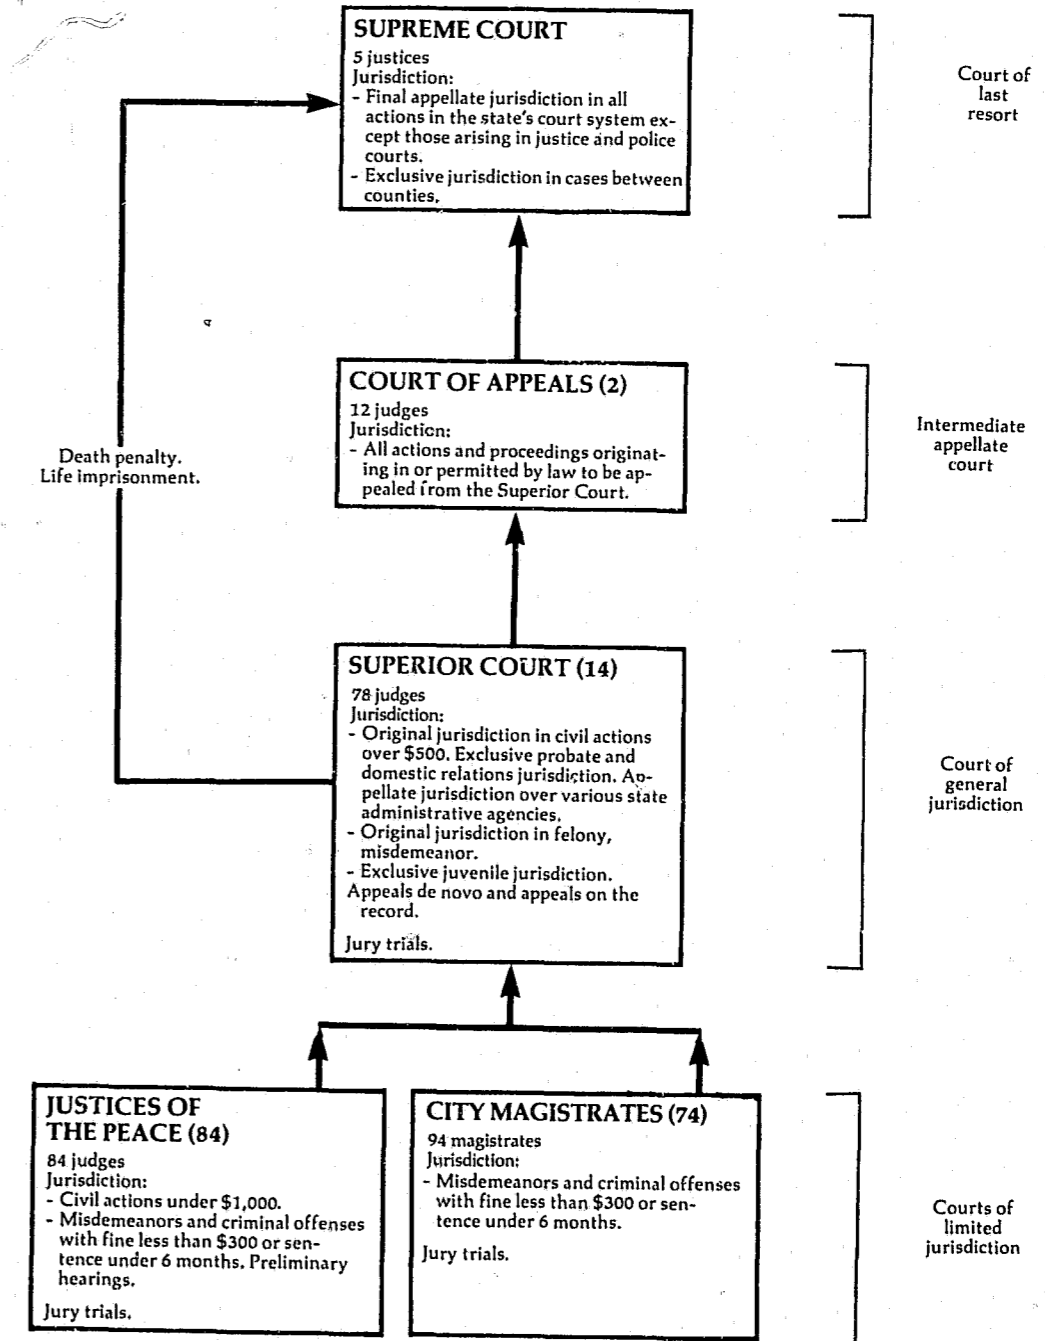 SUPREME COURT
5 justices
Jurisdiction:
- Final appellate jurisdiction in all
actions in the state's court system ex-
cept those arising in justice and police
courts.
- Exclusive jurisdiction in cases between
counties.
Court of
last
resort
COURT OF APPEALS (2)
12 judges
Jurisdiction:
- All actions and proceedings originat-
ing in or permitted by law to be ap-
pealed from the Superior Court.
Intermediate
appellate
court
Death penalty.
Life imprisonment.
SUPERIOR COURT (14)
78 judges
Jurisdiction:
- Original jurisdiction in civil actions
over $500. Exclusive probate and
domestic relations jurisdiction. Ap-
pellate jurisdiction over various state
administrative agencies.
- Original jurisdiction in felony,
misdemeanor.
- Exclusive juvenile jurisdiction.
Appeals de novo and appeals on the
record.
Jury trials.
Court of
general
jurisdiction
JUSTICES OF
THE PEACE (84)
84 judges
Jurisdiction:
- Civil actions under $1,000.
- Misdemeanors and criminal offenses
with fine less than $300 or sen-
tence under 6 months. Preliminary
hearings.
Jury trials.
CITY MAGISTRATES (74)
94 magistrates
Jurisdiction:
- Misdemeanors and criminal offenses
with fine less than $300 or sen-
tence under 6 months.
Jury trials.
Courts of
limited
jurisdiction